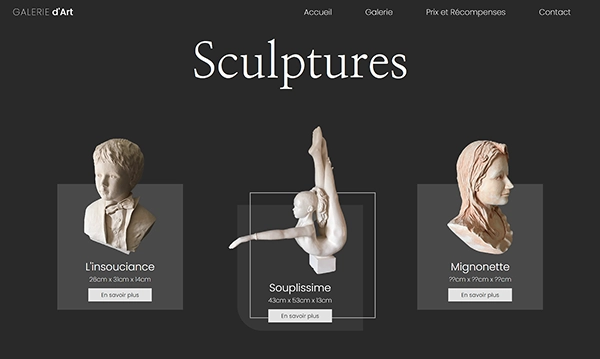 GALERIE d'Art
Accueil
Galerie
Prix et Récompenses
Contact
Sculptures
L'insouciance
26cm x 31cm x 14cm
En savoir plus
Souplissime
43cm x 53cm x 13cm
En savoir plus
Mignonette
??cm x ??cm x ??cm
En savoir plus